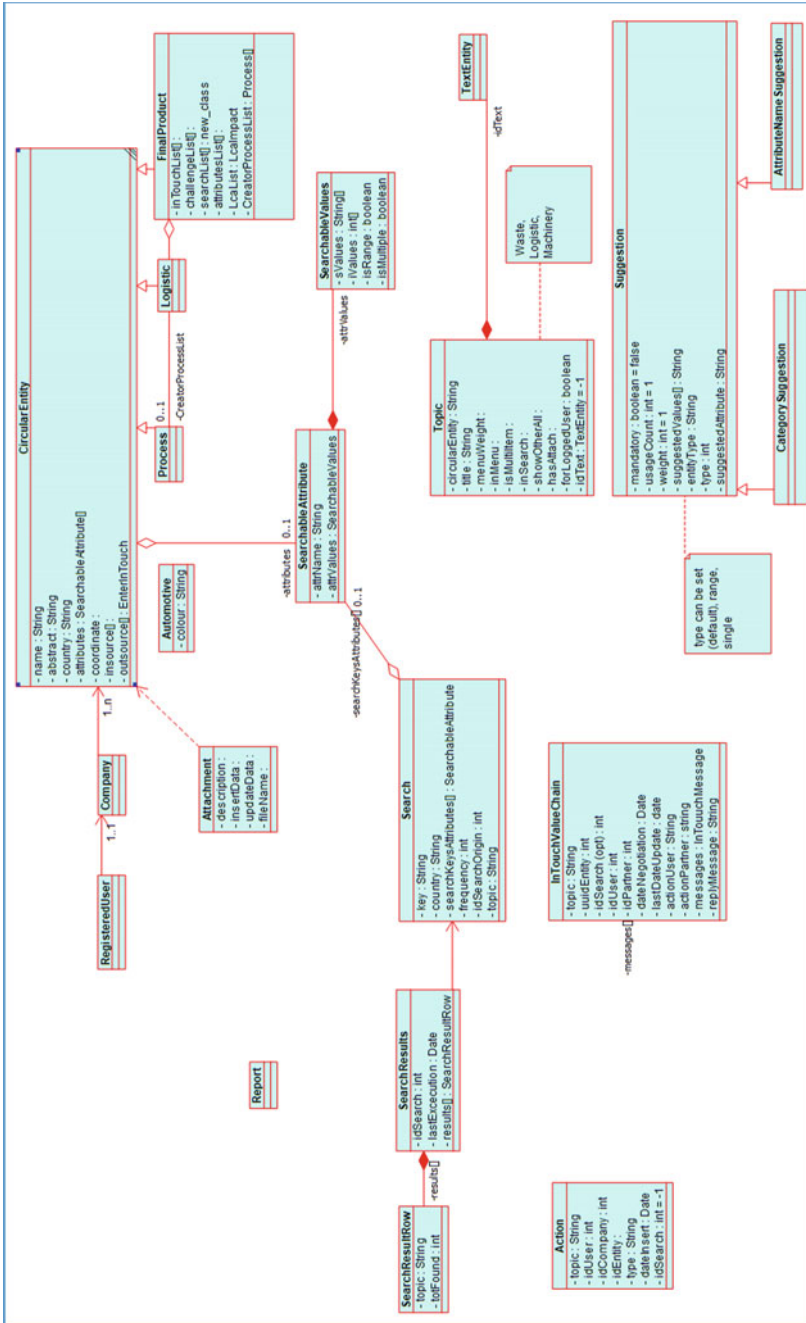 CircularEntity
- name : String
- abstract : String
- country : String
- attributes : SearchableAttribute[]
- coordinate :
- insource[] :
- outsource[] : EnterInTouch
RegisteredUser
1..1
Company
1..n
Attachment
- description :
- insertData :
- updateData :
- fileName :
Automotive
- colour : String
Process
0..1
-CreatorProcessList
Logistic
FinalProduct
- inTouchList[] :
- challengeList[] :
- searchList[] : new_class
- attributesList[] :
- LcaList : LcaImpact
- CreatorProcessList : Process[]
-attributes
0..1
SearchableAttribute
- attrName : String
- attrValues : SearchableValues
-attrValues
SearchableValues
- sValues : String[]
- iValues : int[]
- isRange : boolean
- isMultiple : boolean
Report
-searchKeysAttributes[]
0..1
SearchResultRow
- topic : String
- totFound : int
-results[]
SearchResults
- idSearch : int
- lastExcecution : Date
- results[] : SearchResultRow
Search
- key : String
- country : String
- searchKeysAttributes[] : SearchableAttribute
- frequency : int
- idSearchOrigin : int
- topic : String
Topic
- circularEntity : String
- title : String
- menuWeight :
- inMenu :
- isMultiItem :
- inSearch :
- showOtherAll :
- hasAttach :
- forLoggedUser : boolean
- idText : TextEntity = -1
-idText
TextEntity
Waste,
Logistic,
Machinery
Action
- topic : String
- idUser : int
- idCompany : int
- idEntity :
- type : String
- dateInsert : Date
- idSearch : int = -1
-messages[]
InTouchValueChain
- topic : String
- uuidEntity : int
- idSearch (opt) : int
- idUser : int
- idPartner : int
- dateNegotiation : Date
- lastDateUpdate : date
- actionUser : String
- actionPartner : string
- messages : InTouuchMessage
- replyMessage : String
type can be set
(default), range,
single
Suggestion
- mandatory : boolean = false
- usageCount : int = 1
- weight : int = 1
- suggestedValues[] : String
- entityType : String
- type : int
- suggestedAttribute : String
Category Suggestion
AttributeName Suggestion